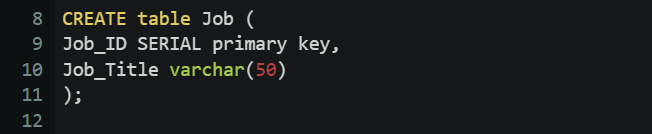 8 CREATE table Job (
9 Job_ID SERIAL primary key,
10 Job_Title varchar(50)
11 );
12